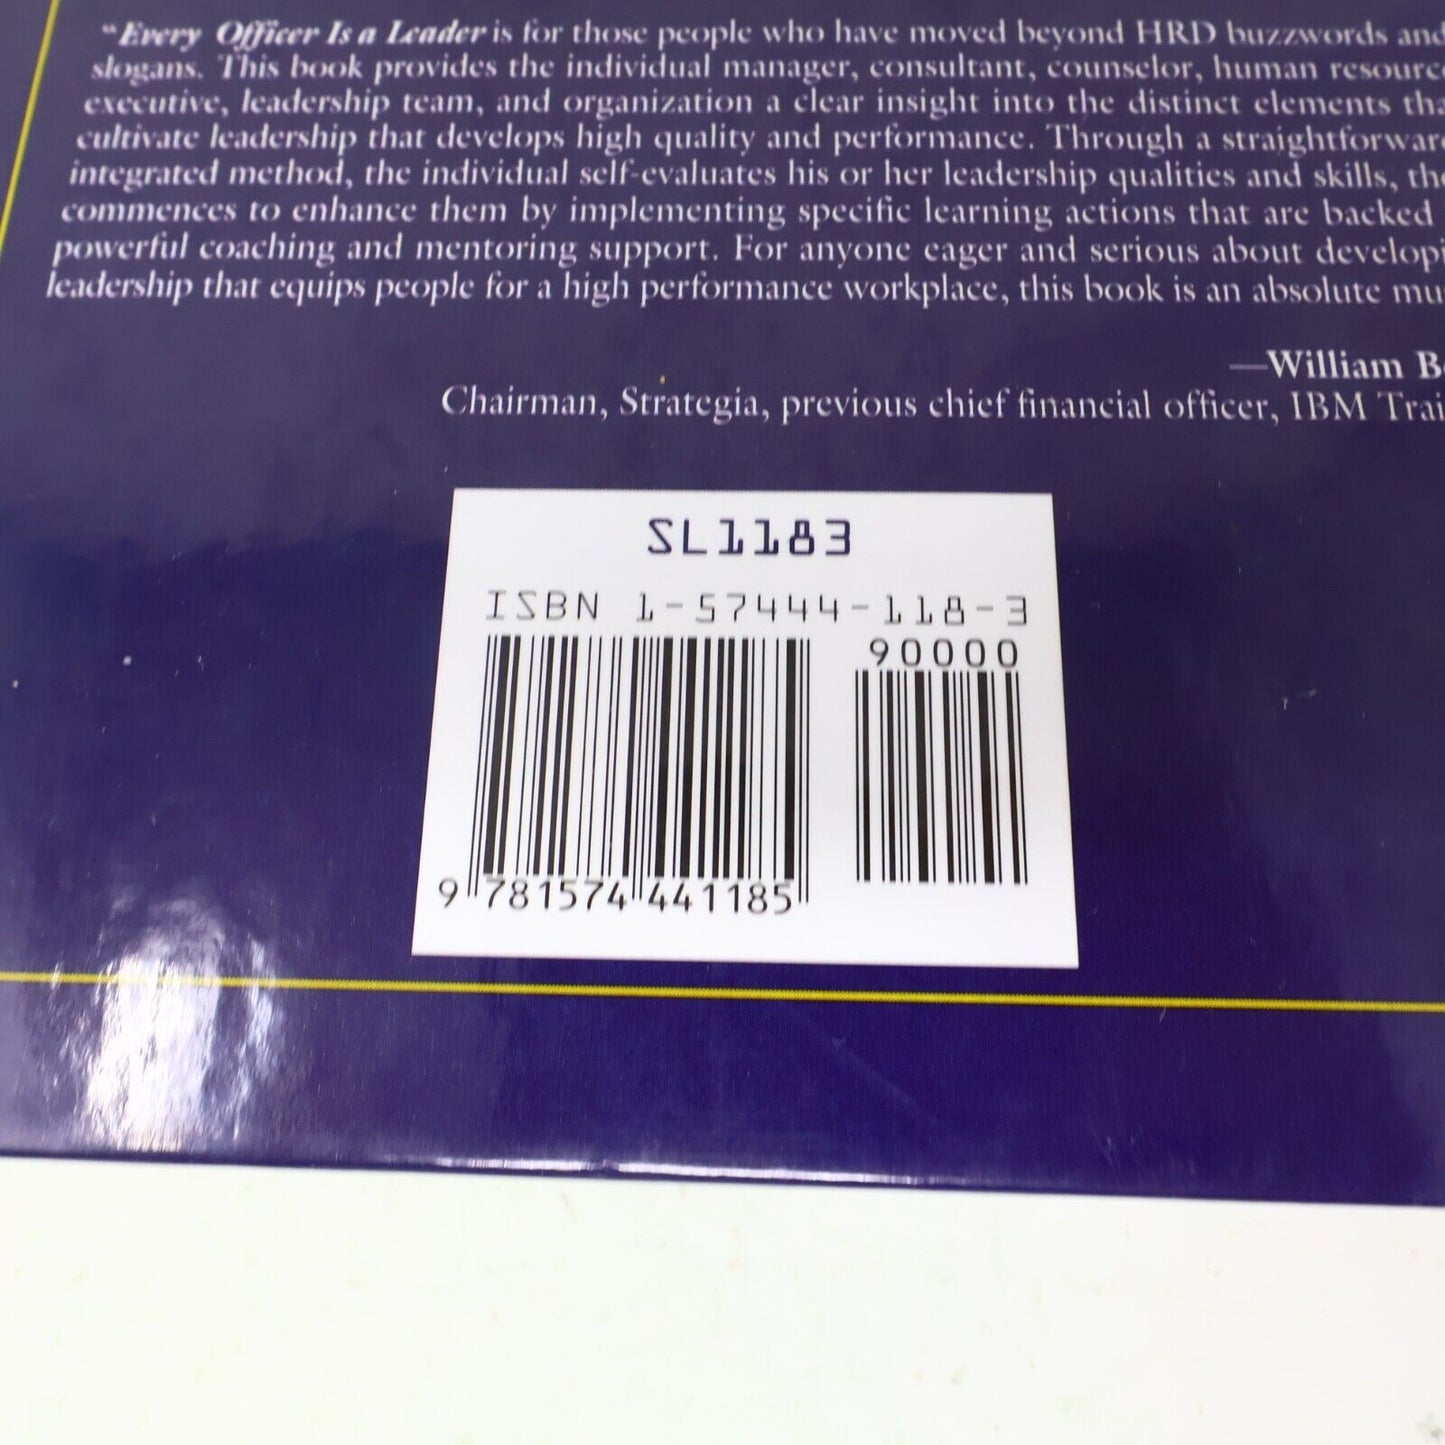 “Every Officer Is a Leader is for those people who have moved beyond HRD buzzwords and
slogans. This book provides the individual manager, consultant, counselor, human resource
executive, leadership team, and organization a clear insight into the distinct elements
cultivate leadership that develops high quality and performance. Through a
integrated method, the individual self-evaluates his or her leadership qualities and skills,
commences to enhance them by implementing specific learning actions that are backed
powerful coaching and mentoring support. For anyone eager and serious about
leadership that equips people for a high performance workplace, this book is an absolute
—William
Chairman, Strategia, previous chief financial officer, IBM
SL1183
ISBN 1-57444-118-3
90000
9 781574 441185